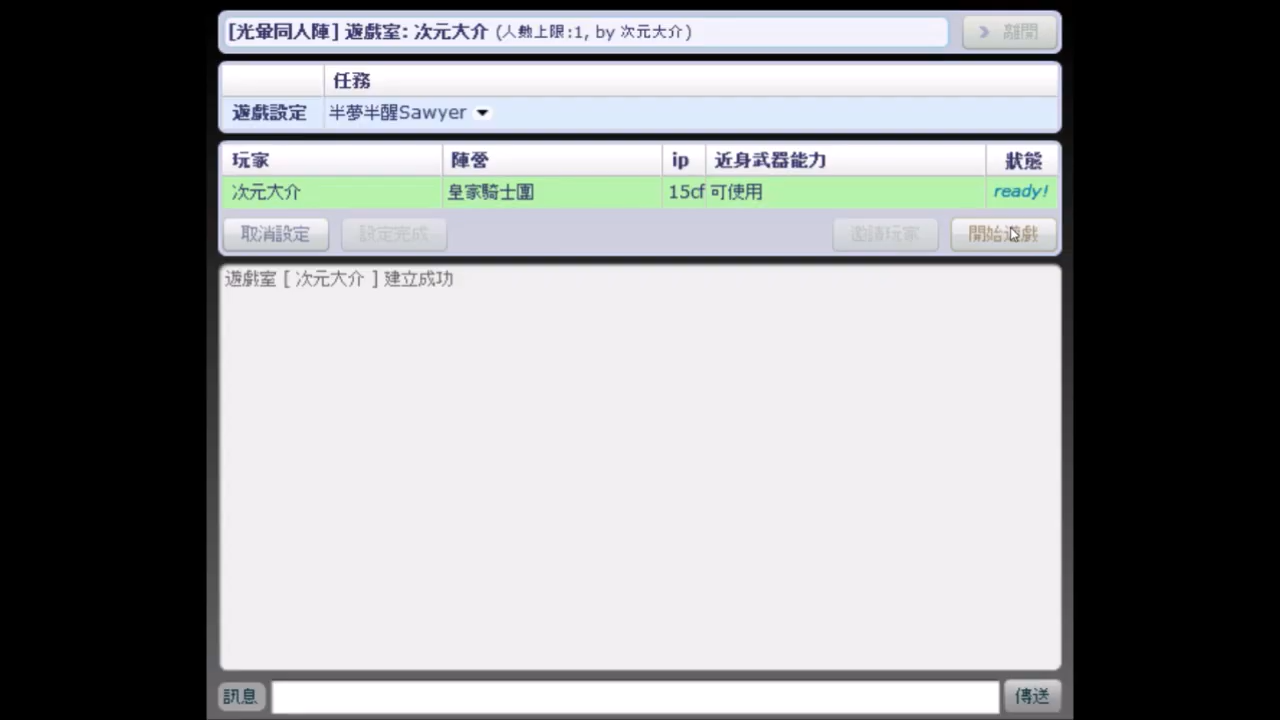 [光暈同人陣] 遊戲室: 次元大介 (人數上限:1, by 次元大介)
離開
任務
遊戲設定 半夢半醒Sawyer
玩家 陣營 ip 近身武器能力 狀態
次元大介 皇家騎士團 15cf 可使用 ready!
取消設定 設定完成 邀請玩家 開始遊戲
遊戲室 [ 次元大介 ] 建立成功
訊息 傳送